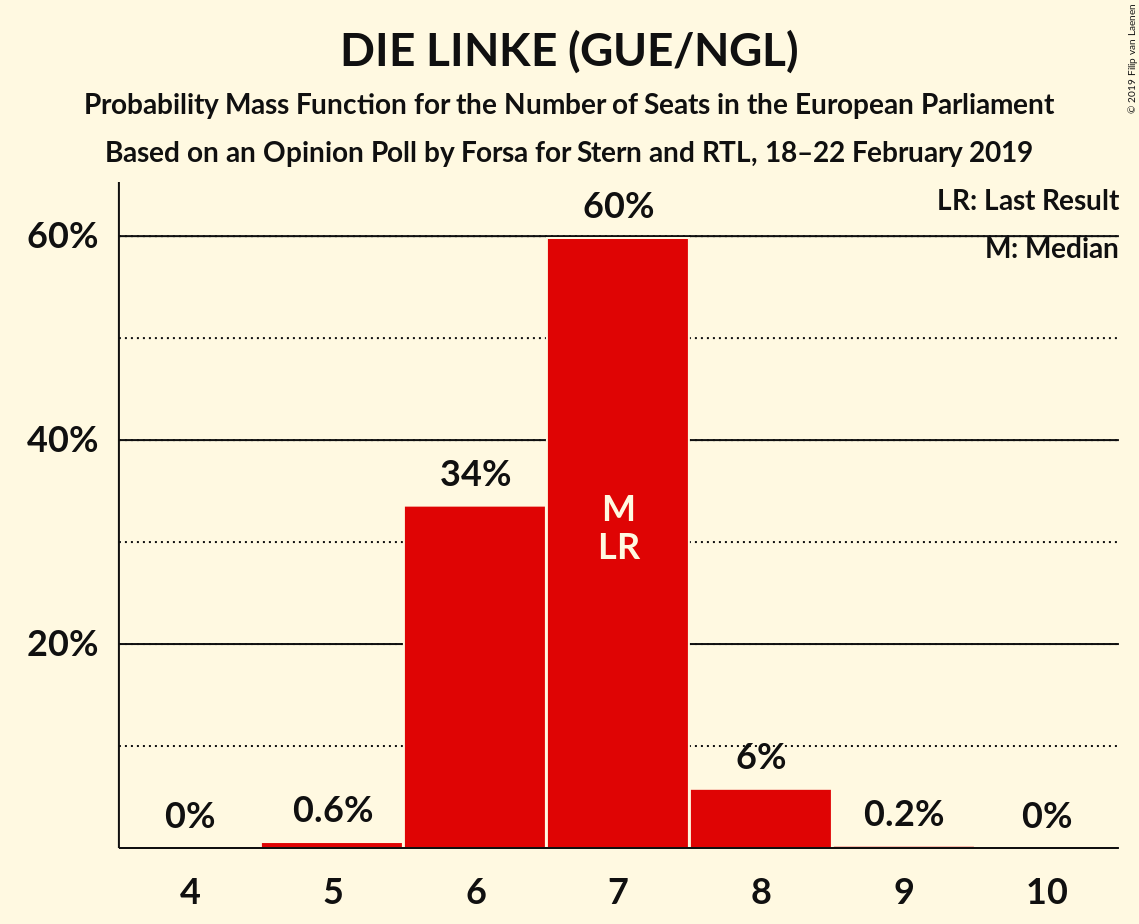 DIE LINKE (GUE/NGL)
Probability Mass Function for the Number of Seats in the European Parliament
Based on an Opinion Poll by Forsa for Stern and RTL, 18–22 February 2019
© 2019 Filip van Laenen
LR: Last Result
M: Median
60%
40%
20%
0%
0.6%
34%
60%
6%
0.2%
0%
M
LR
4
5
6
7
8
9
10